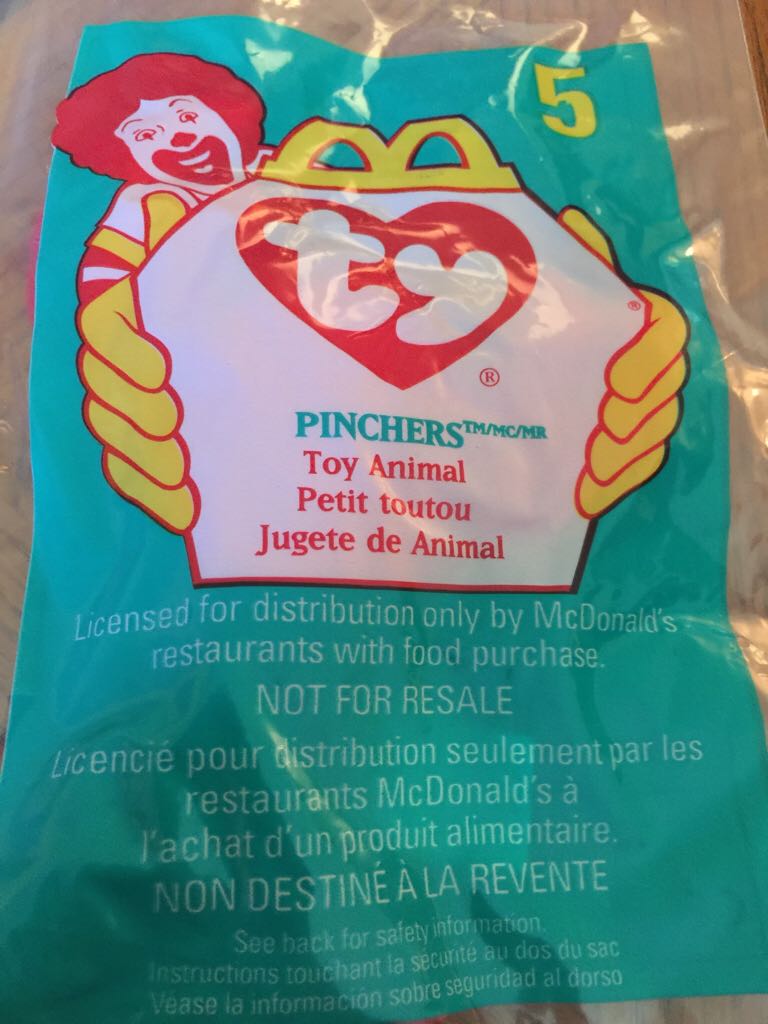 5
ty
®
®
PINCHERS™/MC/MR
Toy Animal
Petit toutou
Jugete de Animal
Licensed for distribution only by McDonald's
restaurants with food purchase.
NOT FOR RESALE
Licencié pour distribution seulement par les
restaurants McDonald's à
l'achat d'un produit alimentaire.
NON DESTINÉ À LA REVENTE
See back for safety information.
Instructions touchant la sécurité au dos du sac
Véase la información sobre seguridad al dorso